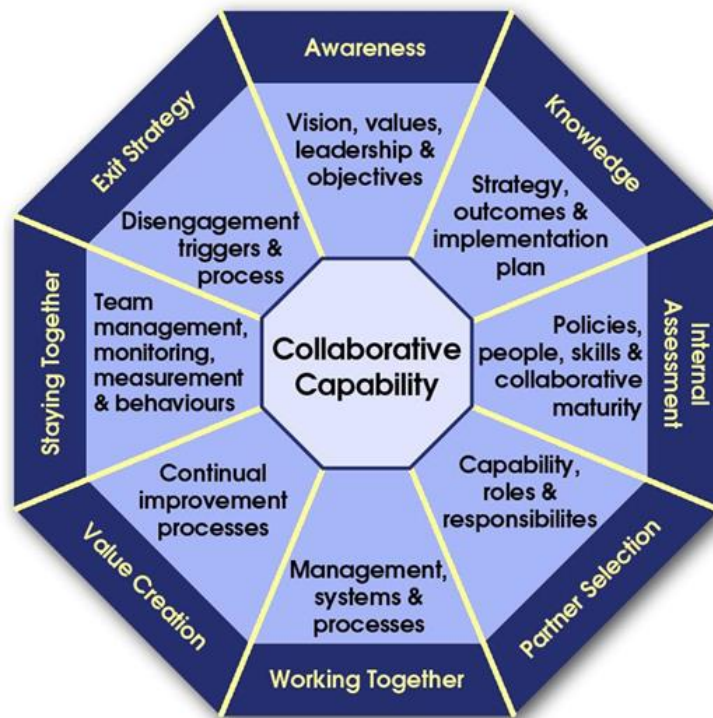 Awareness
Vision, values,
leadership &
objectives
Knowledge
Strategy,
outcomes &
implementation
plan
Internal
Assessment
Policies,
people, skills &
collaborative
maturity
Partner Selection
Capability,
roles &
responsibilites
Working Together
Management,
systems &
processes
Value Creation
Continual
improvement
processes
Staying Together
Team
management,
monitoring,
measurement
& behaviours
Exit Strategy
Disengagement
triggers &
process
Collaborative
Capability